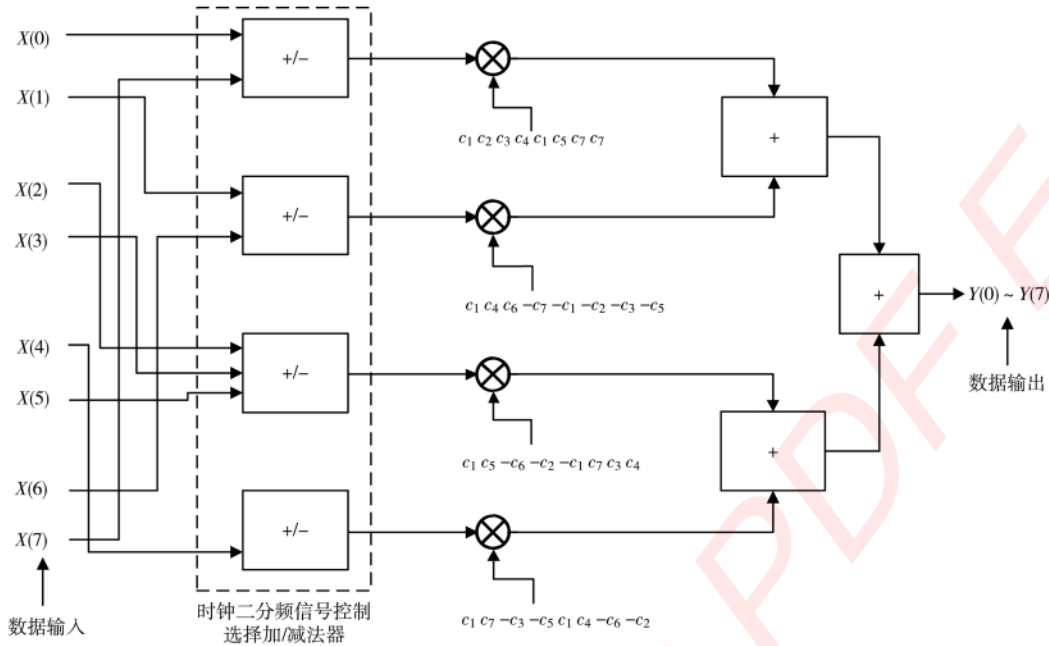 X(0)
X(1)
X(2)
X(3)
X(4)
X(5)
X(6)
X(7)
数据输入
+/−
+/−
+/−
+/−
时钟二分频信号控制
选择加/减法器
c₁ c₂ c₃ c₄ c₁ c₅ c₇ c₇
c₁ c₄ c₆ −c₇ −c₁ −c₂ −c₃ −c₅
c₁ c₅ −c₆ −c₂ −c₁ c₇ c₃ c₄
c₁ c₇ −c₃ −c₅ c₁ c₄ −c₆ −c₂
+
+
+
Y(0) ~ Y(7)
数据输出
PDF E